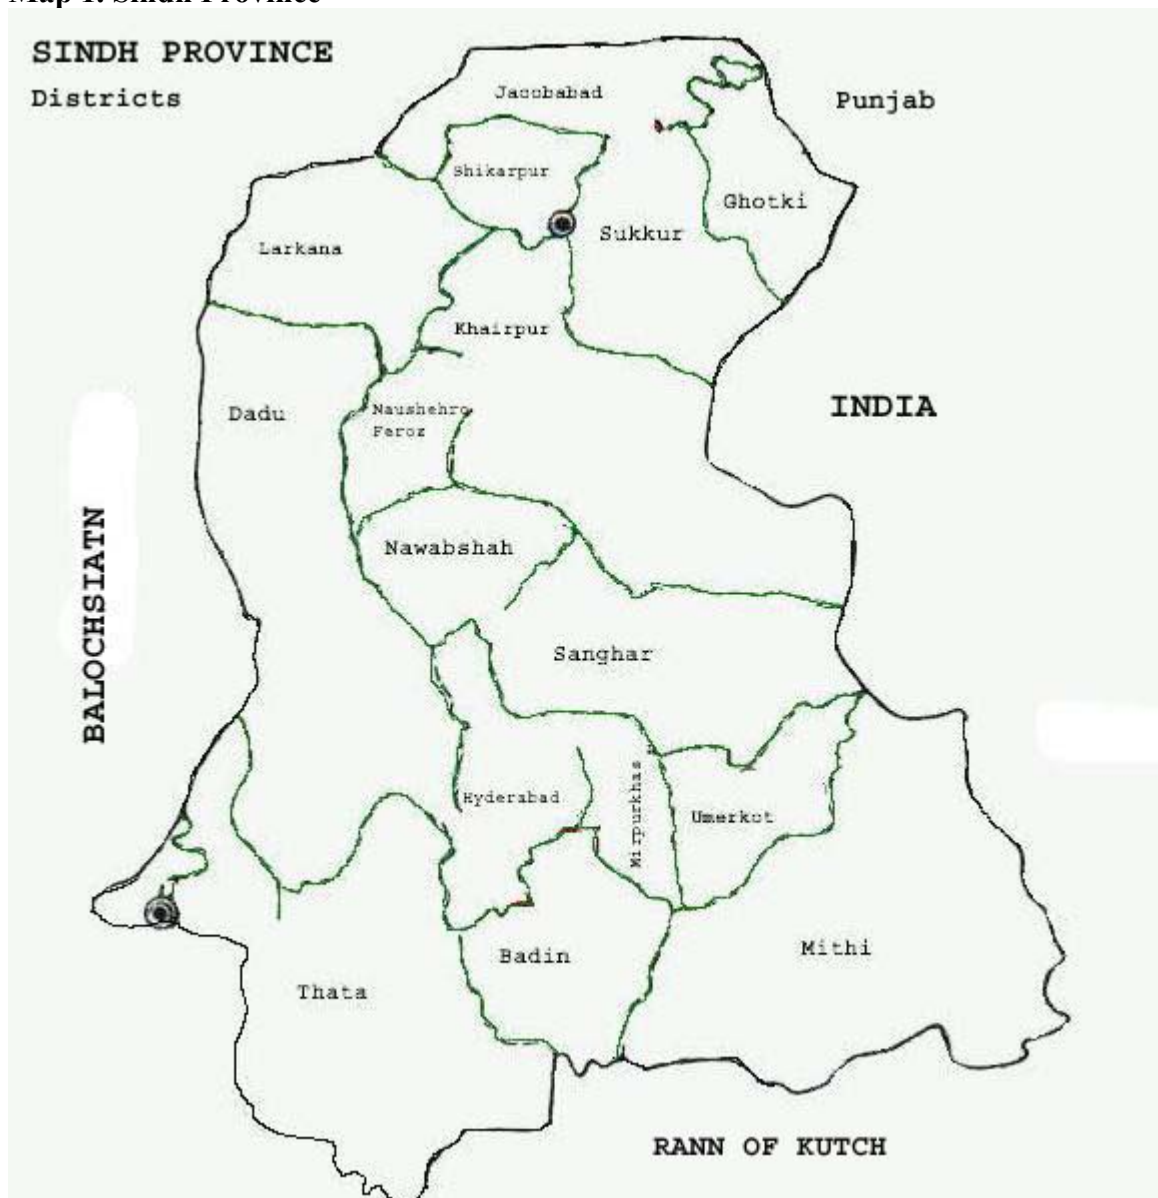 Map 1. Sindh Province
SINDH PROVINCE
Districts
Jacobabad
Punjab
Shikarpur
Ghotki
Sukkur
Larkana
Khairpur
Dadu
Naushehro
Feroz
INDIA
BALOCHSIATN
Nawabshah
Sanghar
Hyderabad
Mirpurkhas
Umerkot
Badin
Mithi
Thata
RANN OF KUTCH